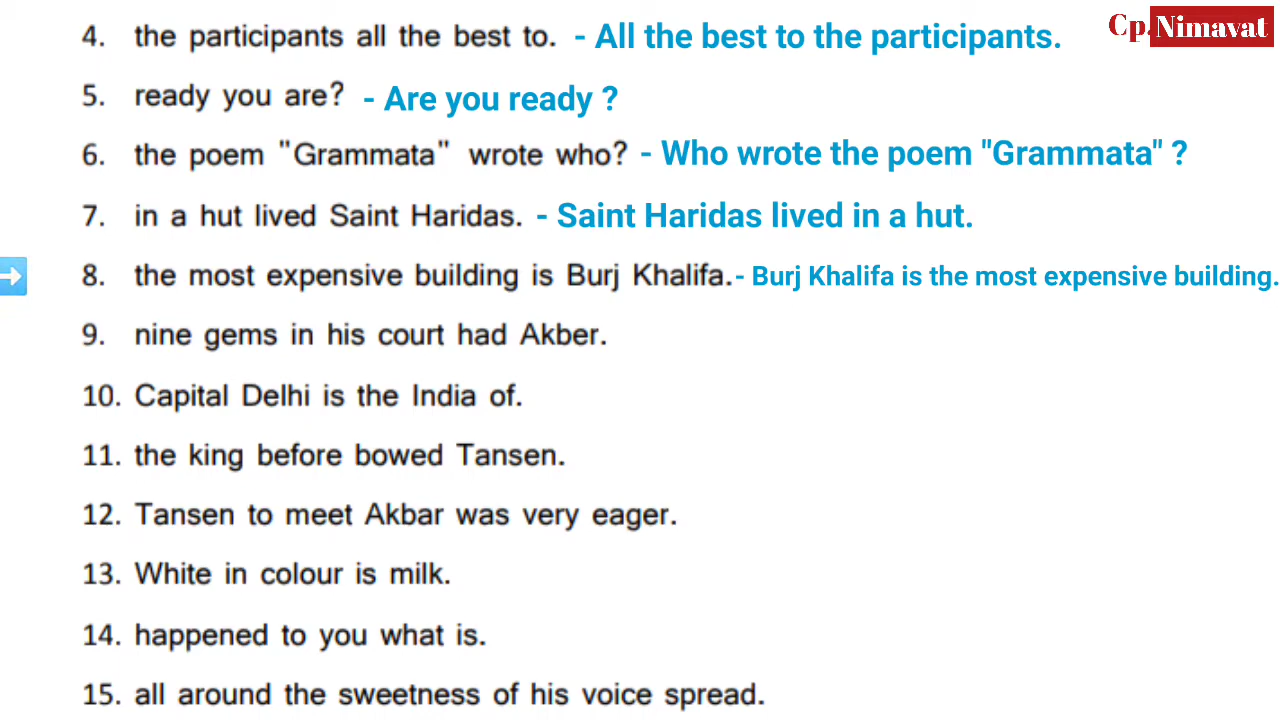 Cp. Nimavat
4. the participants all the best to. - All the best to the participants.
5. ready you are? - Are you ready ?
6. the poem "Grammata" wrote who? - Who wrote the poem "Grammata" ?
7. in a hut lived Saint Haridas. - Saint Haridas lived in a hut.
8. the most expensive building is Burj Khalifa. - Burj Khalifa is the most expensive building.
9. nine gems in his court had Akber.
10. Capital Delhi is the India of.
11. the king before bowed Tansen.
12. Tansen to meet Akbar was very eager.
13. White in colour is milk.
14. happened to you what is.
15. all around the sweetness of his voice spread.